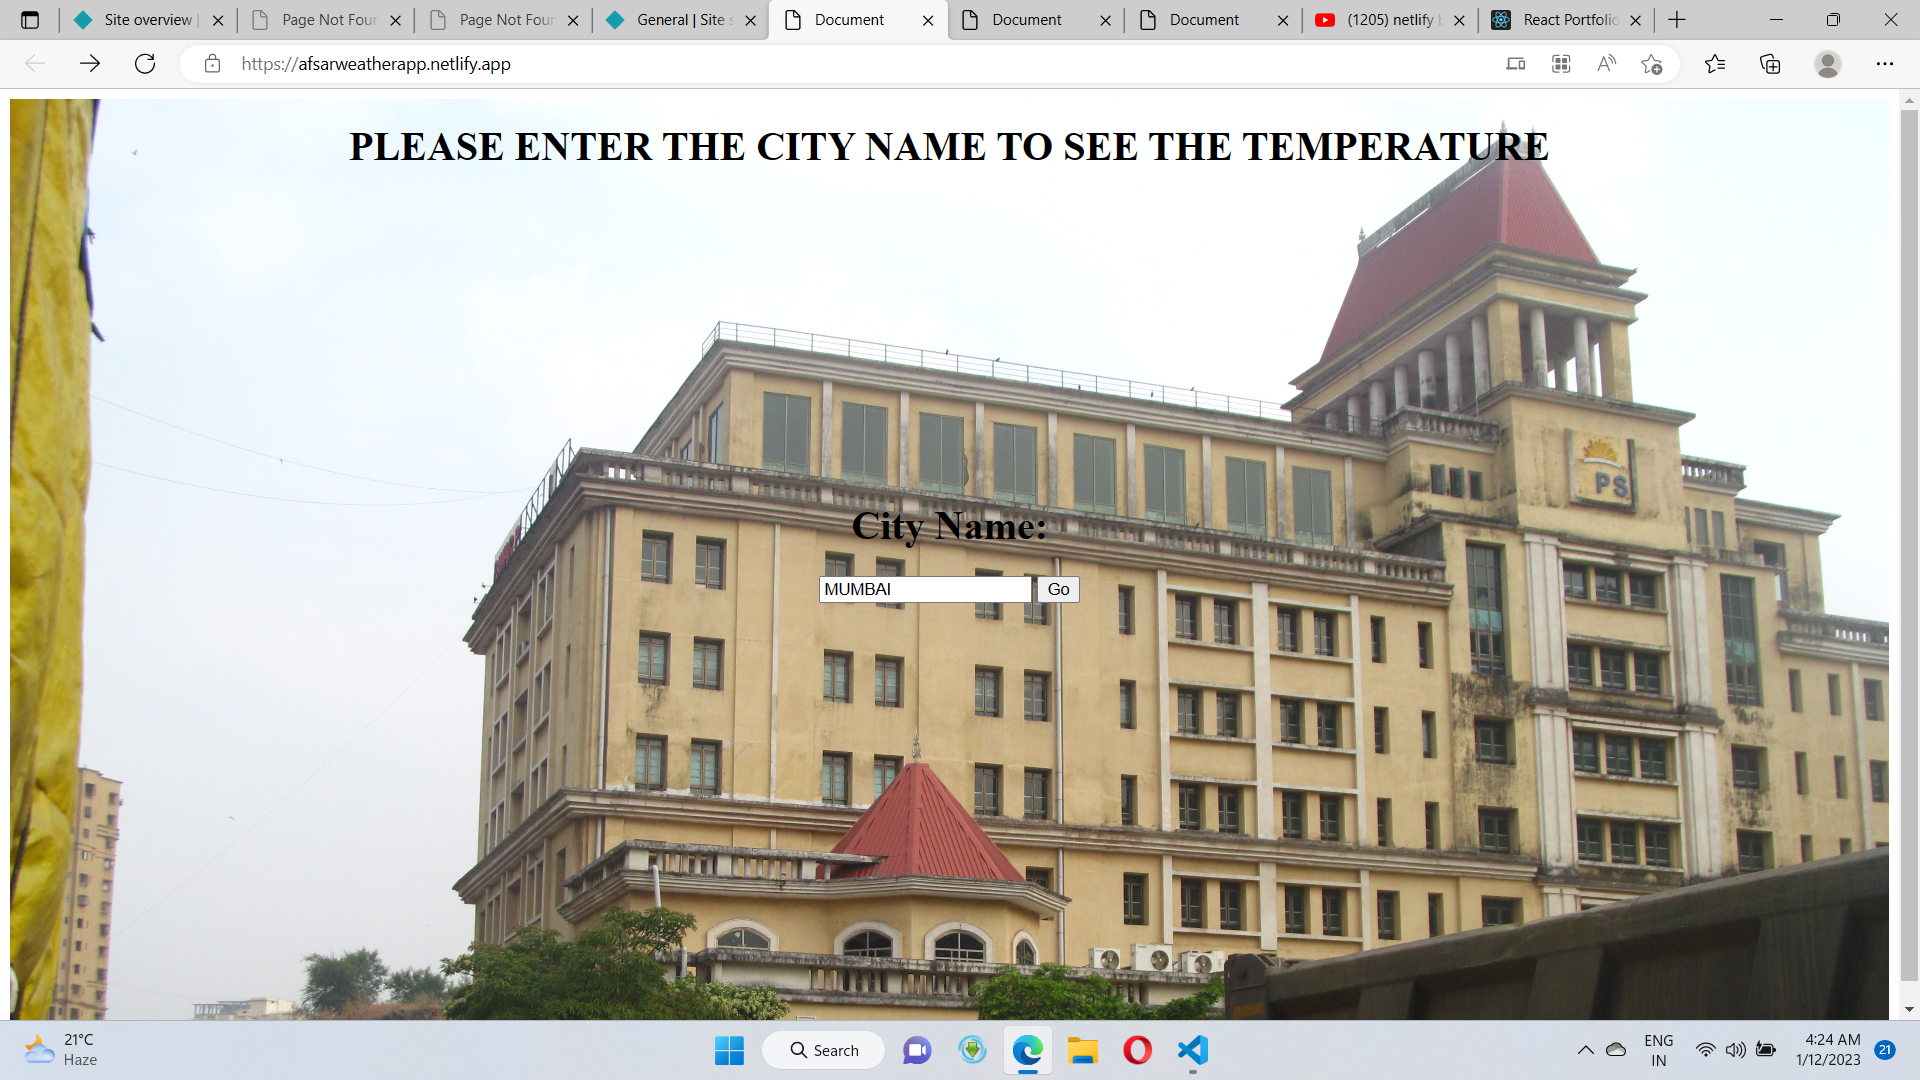 Site overview |
Page Not Foun
Page Not Foun
General | Site s
Document
Document
Document
(1205) netlify b
React Portfolio
https://afsarweatherapp.netlify.app
PLEASE ENTER THE CITY NAME TO SEE THE TEMPERATURE
PS
City Name:
MUMBAI Go
21°C
Haze
Search
ENG
IN
4:24 AM
1/12/2023
21